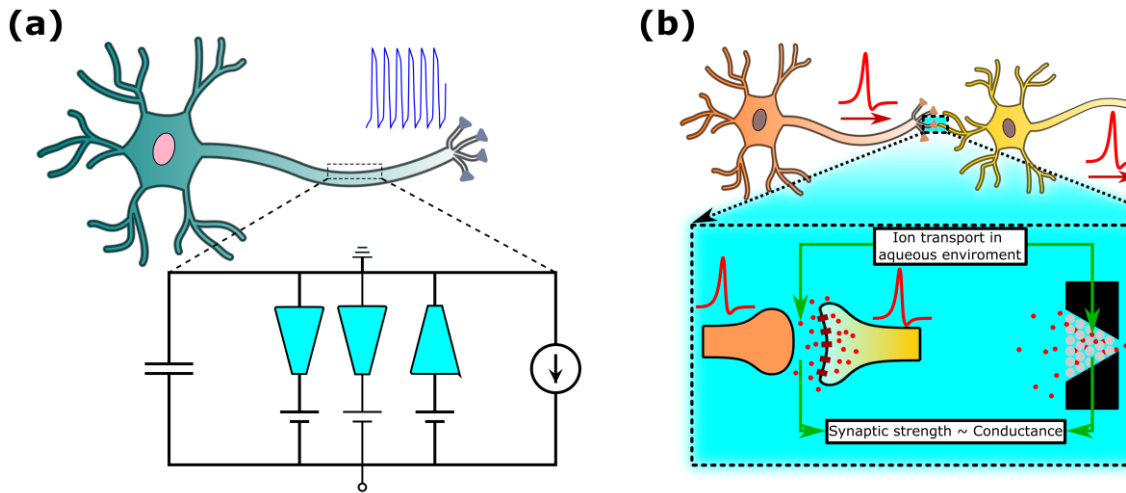 (a)
(b)
Ion transport in
aqueous enviroment
Synaptic strength ~ Conductance